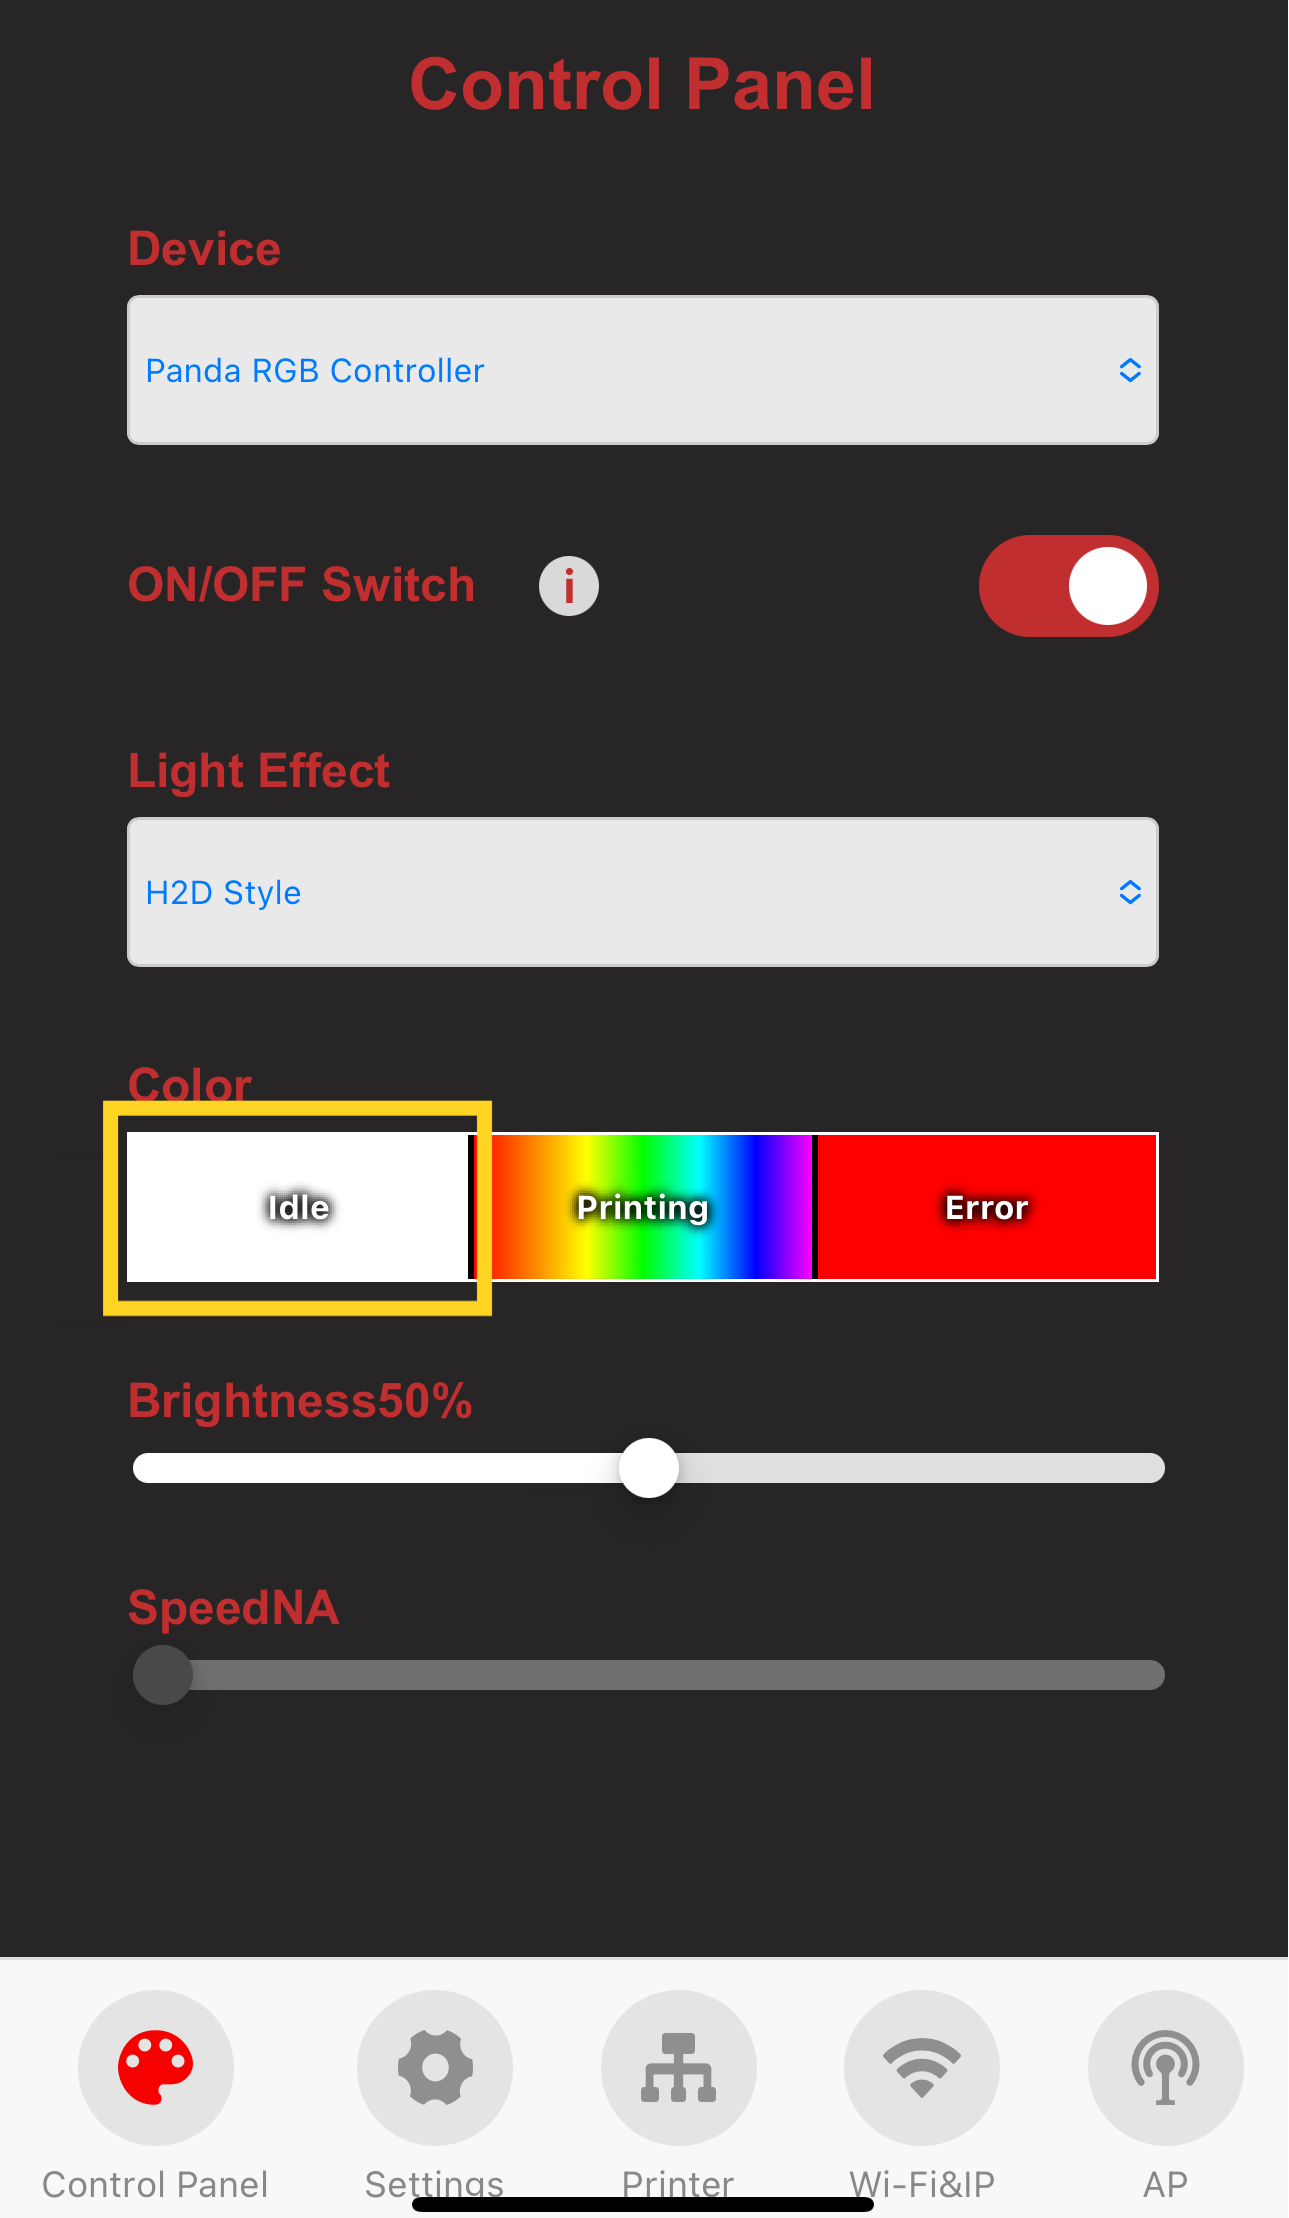 Control Panel
Device
Panda RGB Controller
ON/OFF Switch i
Light Effect
H2D Style
Color
Idle Printing Error
Brightness50%
SpeedNA
Control Panel Settings Printer Wi-Fi&IP AP